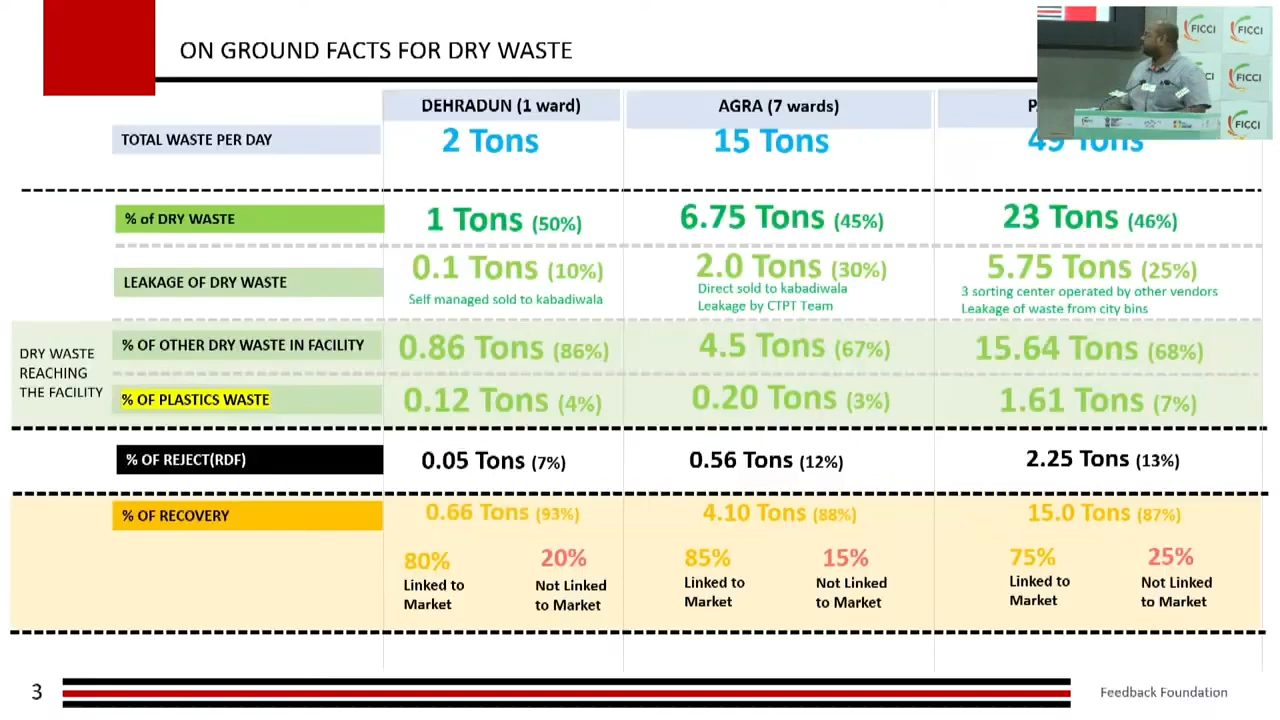 ON GROUND FACTS FOR DRY WASTE
FICCI FICCI
CI FICCI
FICCI
DEHRADUN (1 ward) AGRA (7 wards)
TOTAL WASTE PER DAY 2 Tons 15 Tons 49 Tons
% of DRY WASTE 1 Tons (50%) 6.75 Tons (45%) 23 Tons (46%)
LEAKAGE OF DRY WASTE 0.1 Tons (10%) 2.0 Tons (30%) 5.75 Tons (25%)
Self managed sold to kabadiwala Direct sold to kabadiwala 3 sorting center operated by other vendors
Leakage by CTPT Team Leakage of waste from city bins
DRY WASTE
REACHING
THE FACILITY
% OF OTHER DRY WASTE IN FACILITY 0.86 Tons (86%) 4.5 Tons (67%) 15.64 Tons (68%)
% OF PLASTICS WASTE 0.12 Tons (4%) 0.20 Tons (3%) 1.61 Tons (7%)
% OF REJECT(RDF) 0.05 Tons (7%) 0.56 Tons (12%) 2.25 Tons (13%)
% OF RECOVERY 0.66 Tons (93%) 4.10 Tons (88%) 15.0 Tons (87%)
80% 20% 85% 15% 75% 25%
Linked to Not Linked Linked to Not Linked Linked to Not Linked
Market to Market Market to Market Market to Market
3
Feedback Foundation